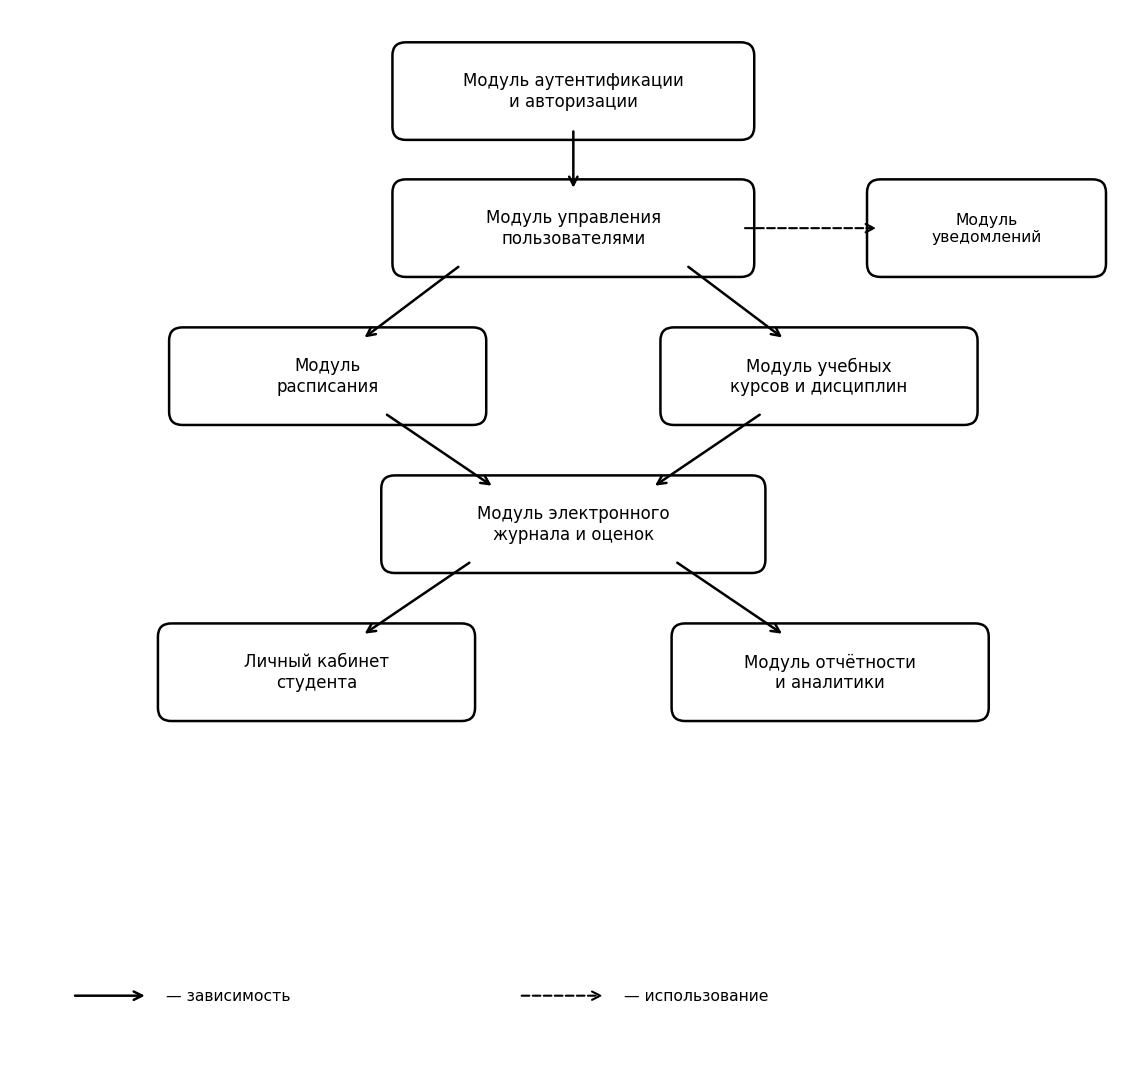 Модуль аутентификации
и авторизации
Модуль управления
пользователями
Модуль
уведомлений
Модуль
расписания
Модуль учебных
курсов и дисциплин
Модуль электронного
журнала и оценок
Личный кабинет
студента
Модуль отчётности
и аналитики
— зависимость
— использование